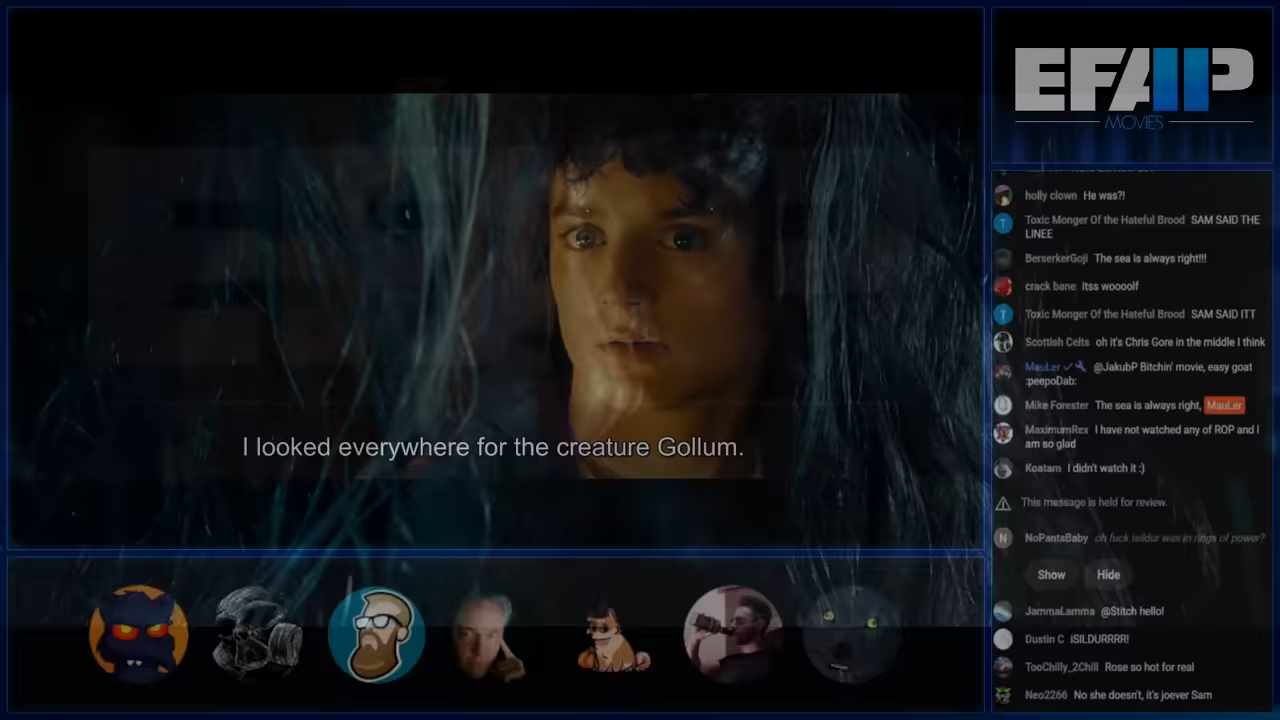 EFAP
MOVIES
holly clown He was?!
Toxic Monger Of the Hateful Brood SAM SAID THE
LINEE
BerserkerGoji The sea is always right!!!
crack bane Itss woooolf
Toxic Monger Of the Hateful Brood SAM SAID ITT
Scottish Celts oh it's Chris Gore in the middle I think
MauLer @JakubP Bitchin' movie, easy goat
:peepoDab:
Mike Forester The sea is always right, MauLer
MaximumRex I have not watched any of ROP and I
am so glad
Koatam I didn't watch it :)
This message is held for review.
N NoPantsBaby oh fuck isildur was in rings of power?
Show Hide
JammaLamma @Stitch hello!
Dustin C iSILDURRRR!
TooChilly_2Chill Rose so hot for real
Neo2266 No she doesn't, it's joever Sam
I looked everywhere for the creature Gollum.